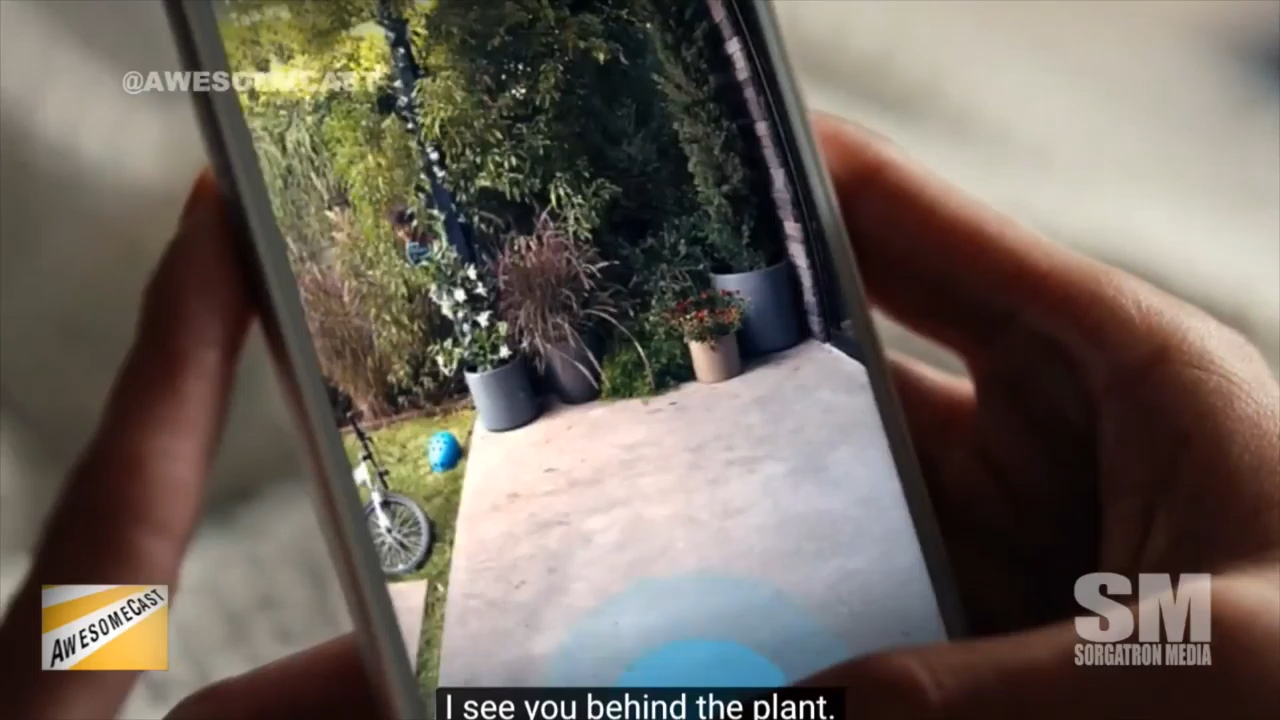 @AWESOMECAST
AWESOMECAST
SM
SORGATRON MEDIA
I see you behind the plant.